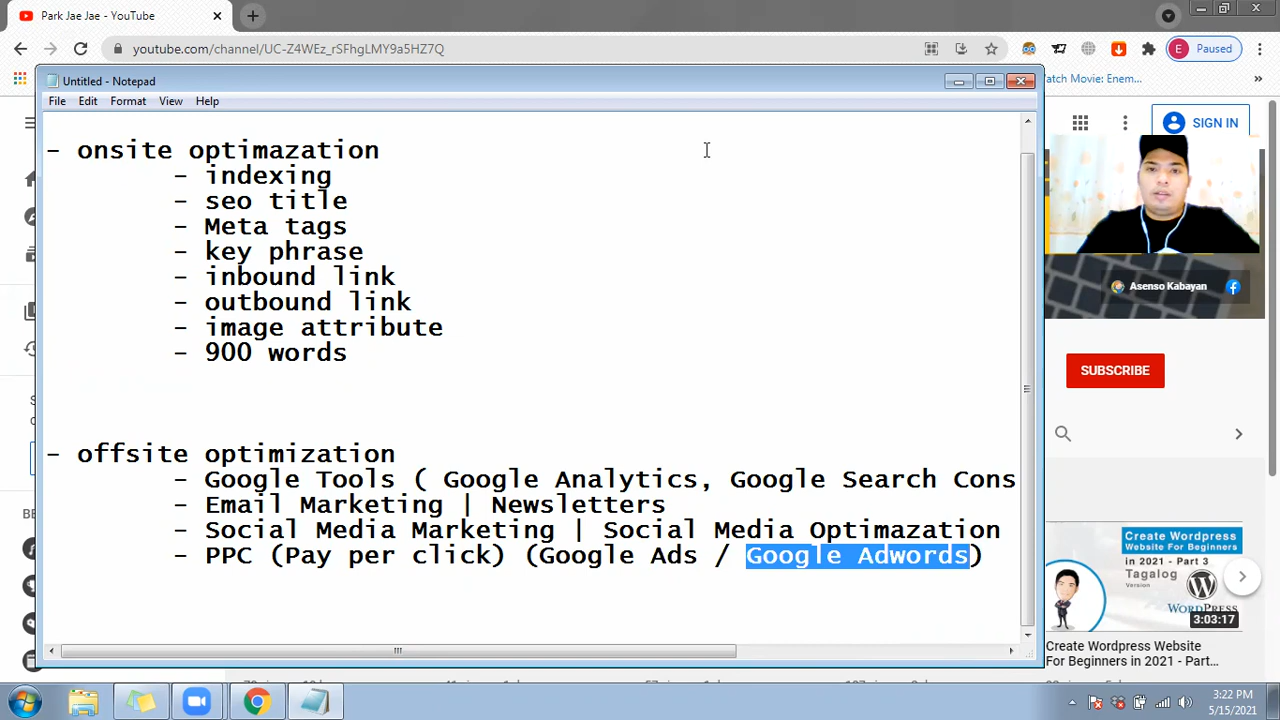 Park Jae Jae - YouTube
youtube.com/channel/UC-Z4WEz_rSFhgLMY9a5HZ7Q
E Paused
Untitled - Notepad
atch Movie: Enem...
File Edit Format View Help
SIGN IN
- onsite optimazation
- indexing
- seo title
- Meta tags
- key phrase
- inbound link
- outbound link
- image attribute
- 900 words
Asenso Kabayan
SUBSCRIBE
- offsite optimization
- Google Tools ( Google Analytics, Google Search Cons
- Email Marketing | Newsletters
- Social Media Marketing | Social Media Optimazation
- PPC (Pay per click) (Google Ads / Google Adwords)
Create Wordpress
Website For Beginners
in 2021 - Part 3
Tagalog
Version
WORDPRESS
3:03:17
Create Wordpress Website
For Beginners in 2021 - Part...
3:22 PM
5/15/2021